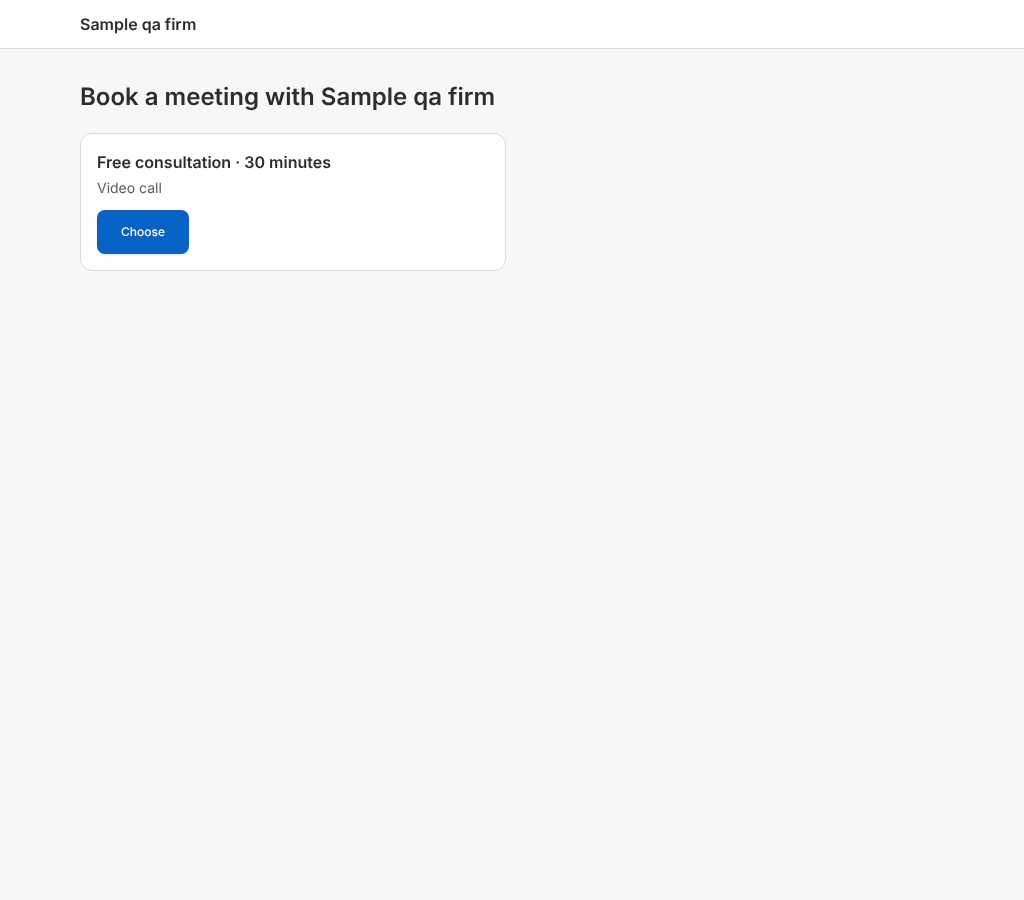 Sample qa firm
Book a meeting with Sample qa firm
Free consultation · 30 minutes
Video call
Choose